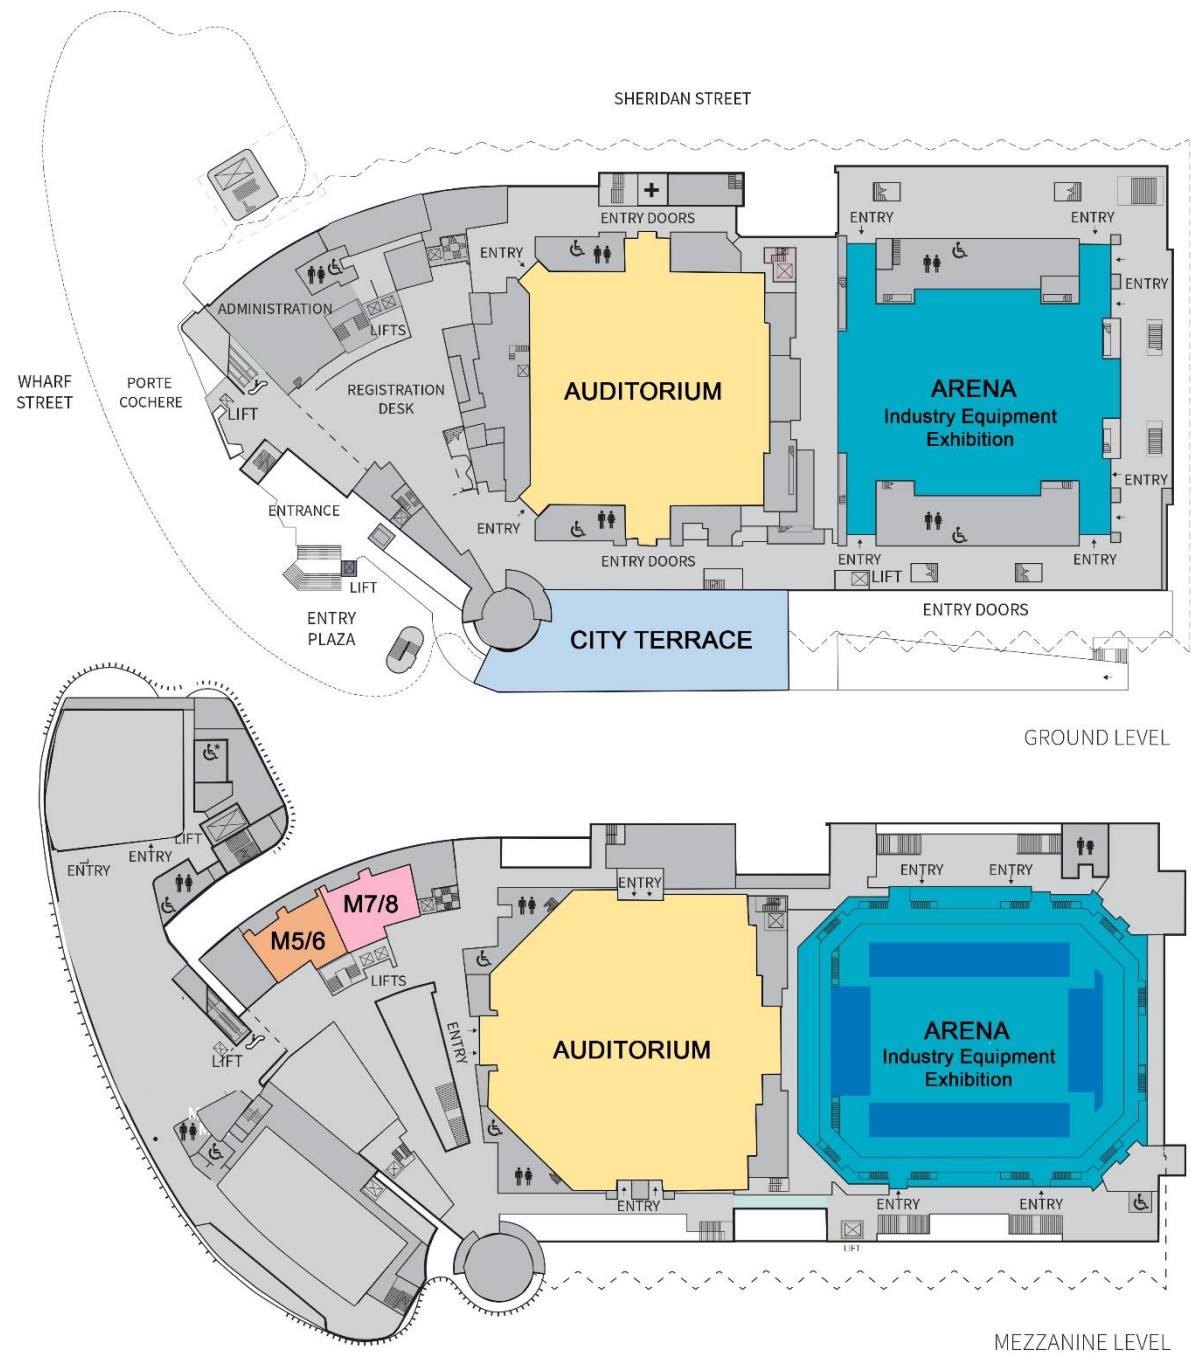 SHERIDAN STREET
ENTRY DOORS
ENTRY
ENTRY
ENTRY
ENTRY
ADMINISTRATION
LIFTS
WHARF
STREET
PORTE
COCHERE
REGISTRATION
DESK
LIFT
AUDITORIUM
ARENA
Industry Equipment
Exhibition
ENTRY
ENTRANCE
ENTRY
ENTRY DOORS
ENTRY
ENTRY
LIFT
LIFT
ENTRY
PLAZA
ENTRY DOORS
CITY TERRACE
GROUND LEVEL
LIFT
ENTRY
ENTRY
M7/8
M5/6
LIFTS
ENTRY
ENTRY
ENTRY
ENTRY
LIFT
AUDITORIUM
ARENA
Industry Equipment
Exhibition
ENTRY
ENTRY
ENTRY
LIFT
MEZZANINE LEVEL